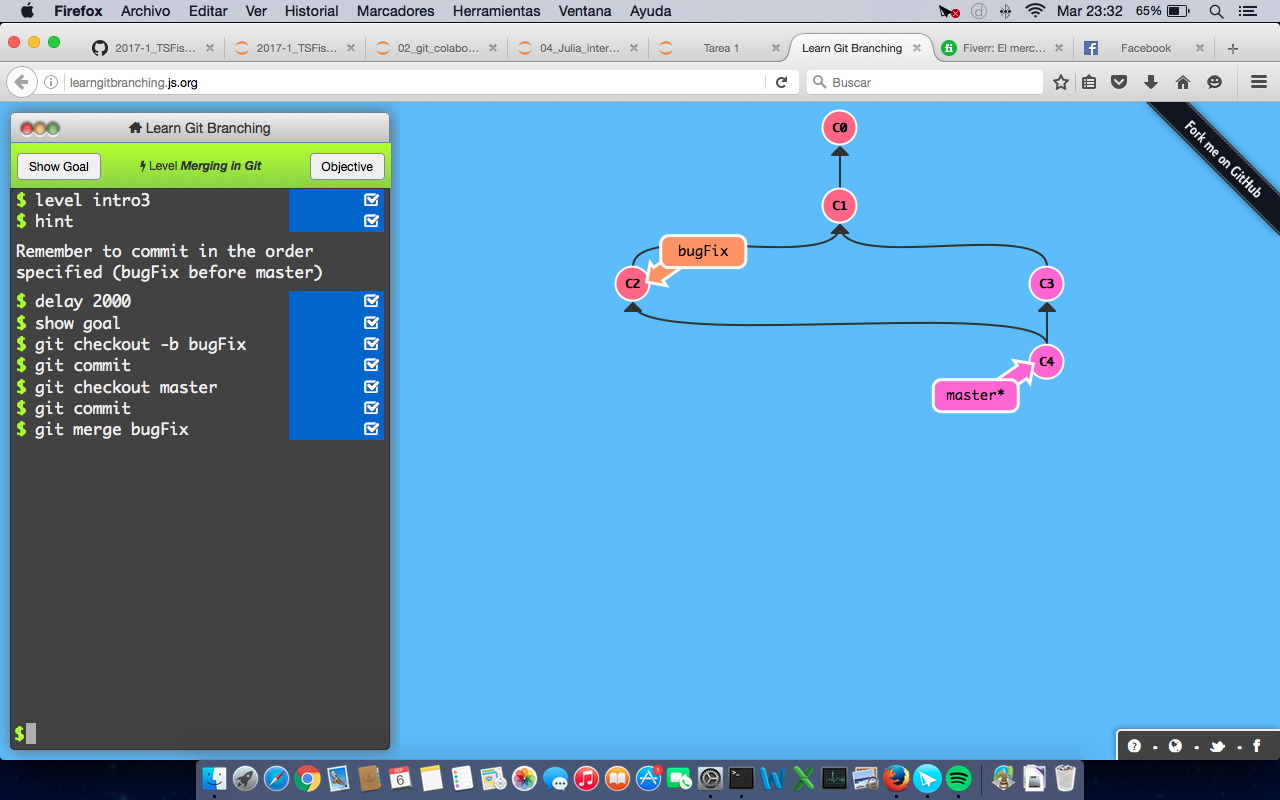 Firefox Archivo Editar Ver Historial Marcadores Herramientas Ventana Ayuda Mar 23:32 65%
2017-1_TSFis... 2017-1_TSFis... 02_git_colabo... 04_Julia_inter... Tarea 1 Learn Git Branching Fiverr: El merc... Facebook
learngitbranching.js.org Buscar
Learn Git Branching
Show Goal Level Merging in Git Objective
$ level intro3
$ hint
Remember to commit in the order
specified (bugFix before master)
$ delay 2000
$ show goal
$ git checkout -b bugFix
$ git commit
$ git checkout master
$ git commit
$ git merge bugFix
$
C0
C1
bugFix
C2
C3
C4
master*
Fork me on GitHub